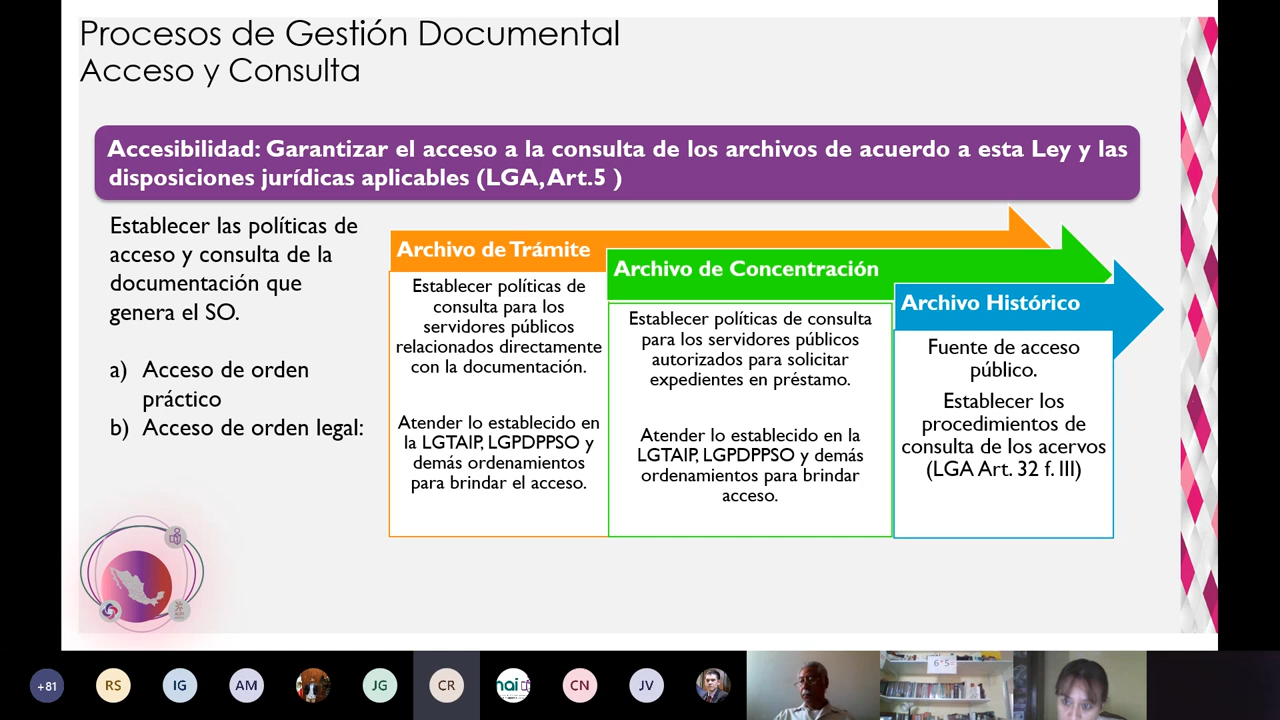 Procesos de Gestión Documental
Acceso y Consulta
Accesibilidad: Garantizar el acceso a la consulta de los archivos de acuerdo a esta Ley y las
disposiciones jurídicas aplicables (LGA, Art.5 )
Establecer las políticas de
acceso y consulta de la
documentación que
genera el SO.
a) Acceso de orden
práctico
b) Acceso de orden legal:
Archivo de Trámite
Establecer políticas de
consulta para los
servidores públicos
relacionados directamente
con la documentación.
Atender lo establecido en
la LGTAIP, LGPDPPSO y
demás ordenamientos
para brindar el acceso.
Archivo de Concentración
Establecer políticas de consulta
para los servidores públicos
autorizados para solicitar
expedientes en préstamo.
Atender lo establecido en la
LGTAIP, LGPDPPSO y demás
ordenamientos para brindar
acceso.
Archivo Histórico
Fuente de acceso
público.
Establecer los
procedimientos de
consulta de los acervos
(LGA Art. 32 f. III)
+81
RS
IG
AM
JG
CR
CN
JV